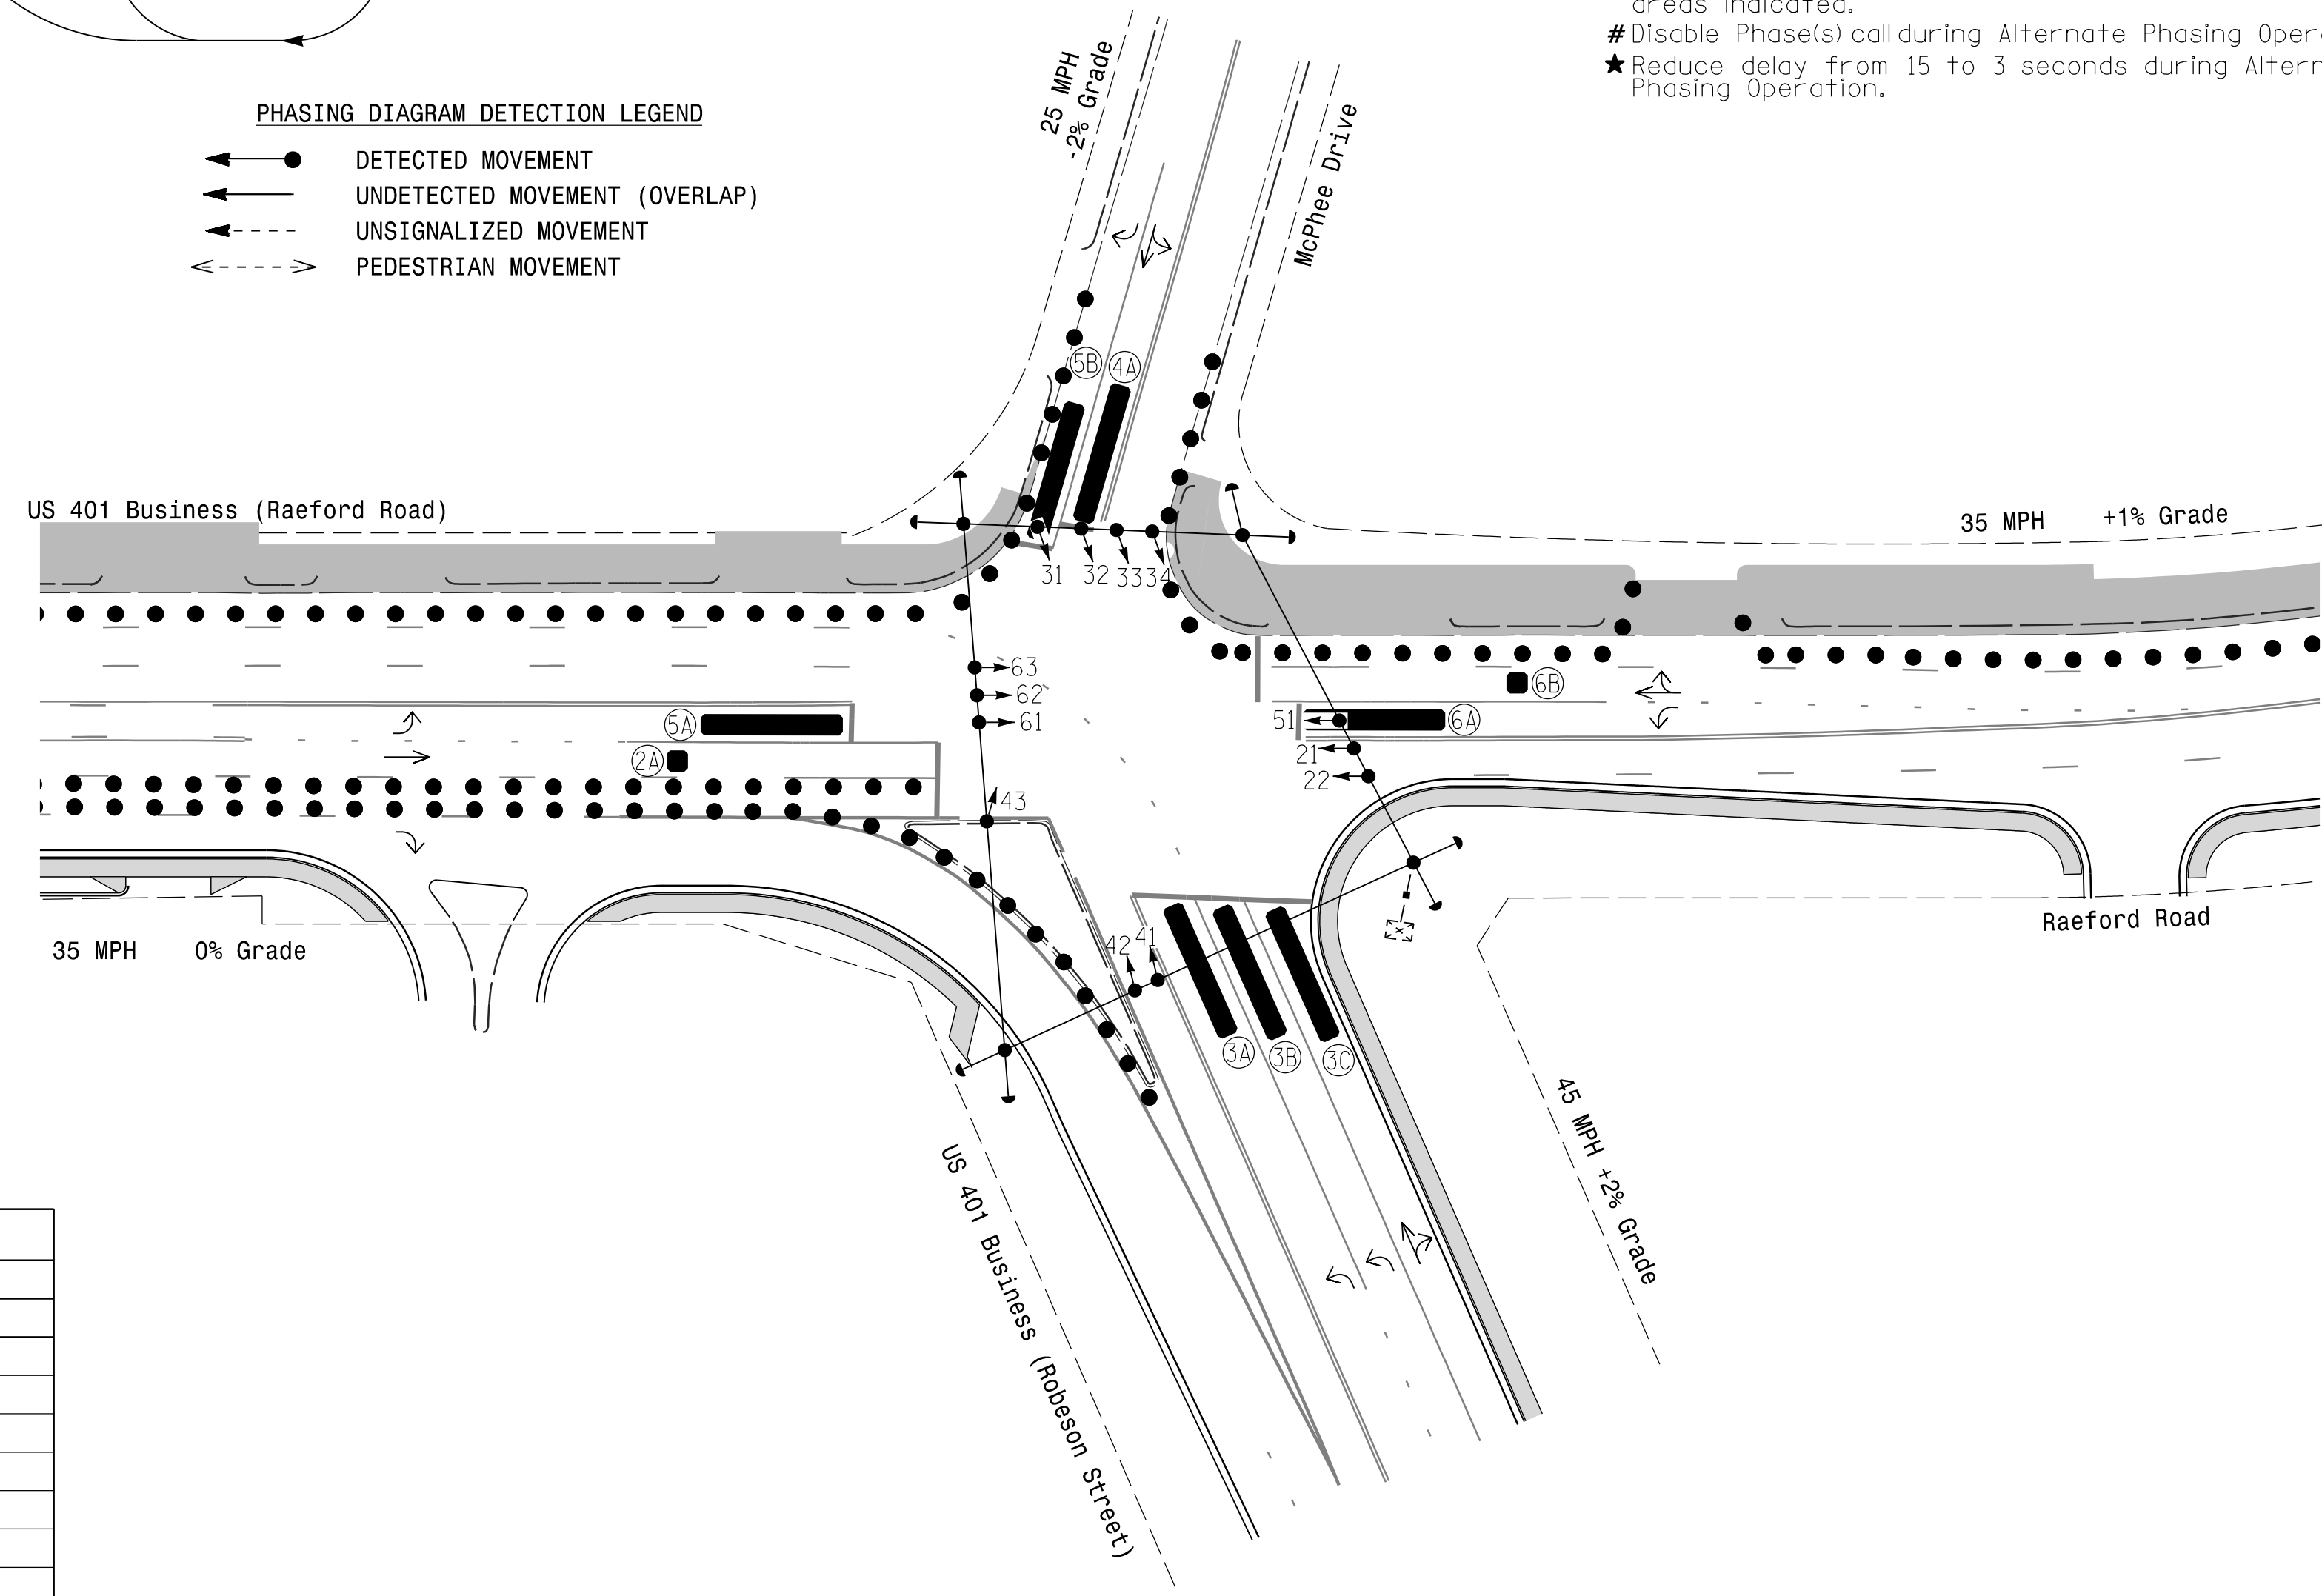 areas indicated.
# Disable Phase(s) call during Alternate Phasing Oper
★ Reduce delay from 15 to 3 seconds during Altern
Phasing Operation.
PHASING DIAGRAM DETECTION LEGEND
DETECTED MOVEMENT
UNDETECTED MOVEMENT (OVERLAP)
UNSIGNALIZED MOVEMENT
PEDESTRIAN MOVEMENT
25 MPH
-2% Grade
McPhee Drive
5B
4A
US 401 Business (Raeford Road)
35 MPH +1% Grade
31
32
33
34
63
62
61
6B
5A
51
6A
2A
21
22
43
35 MPH 0% Grade
Raeford Road
42
41
3A
3B
3C
45 MPH +2% Grade
US 401 Business (Robeson Street)